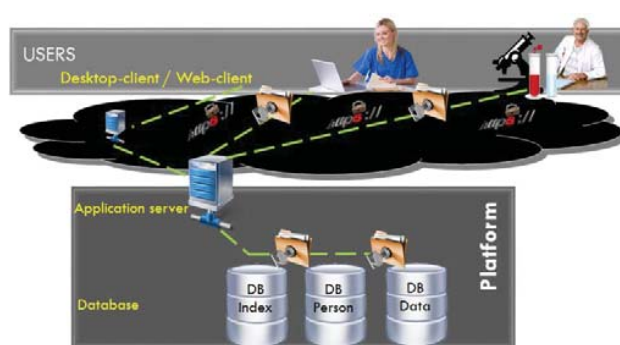 USERS
Desktop-client / Web-client
https://
https://
https://
Application server
Platform
Database
DB
Index
DB
Person
DB
Data